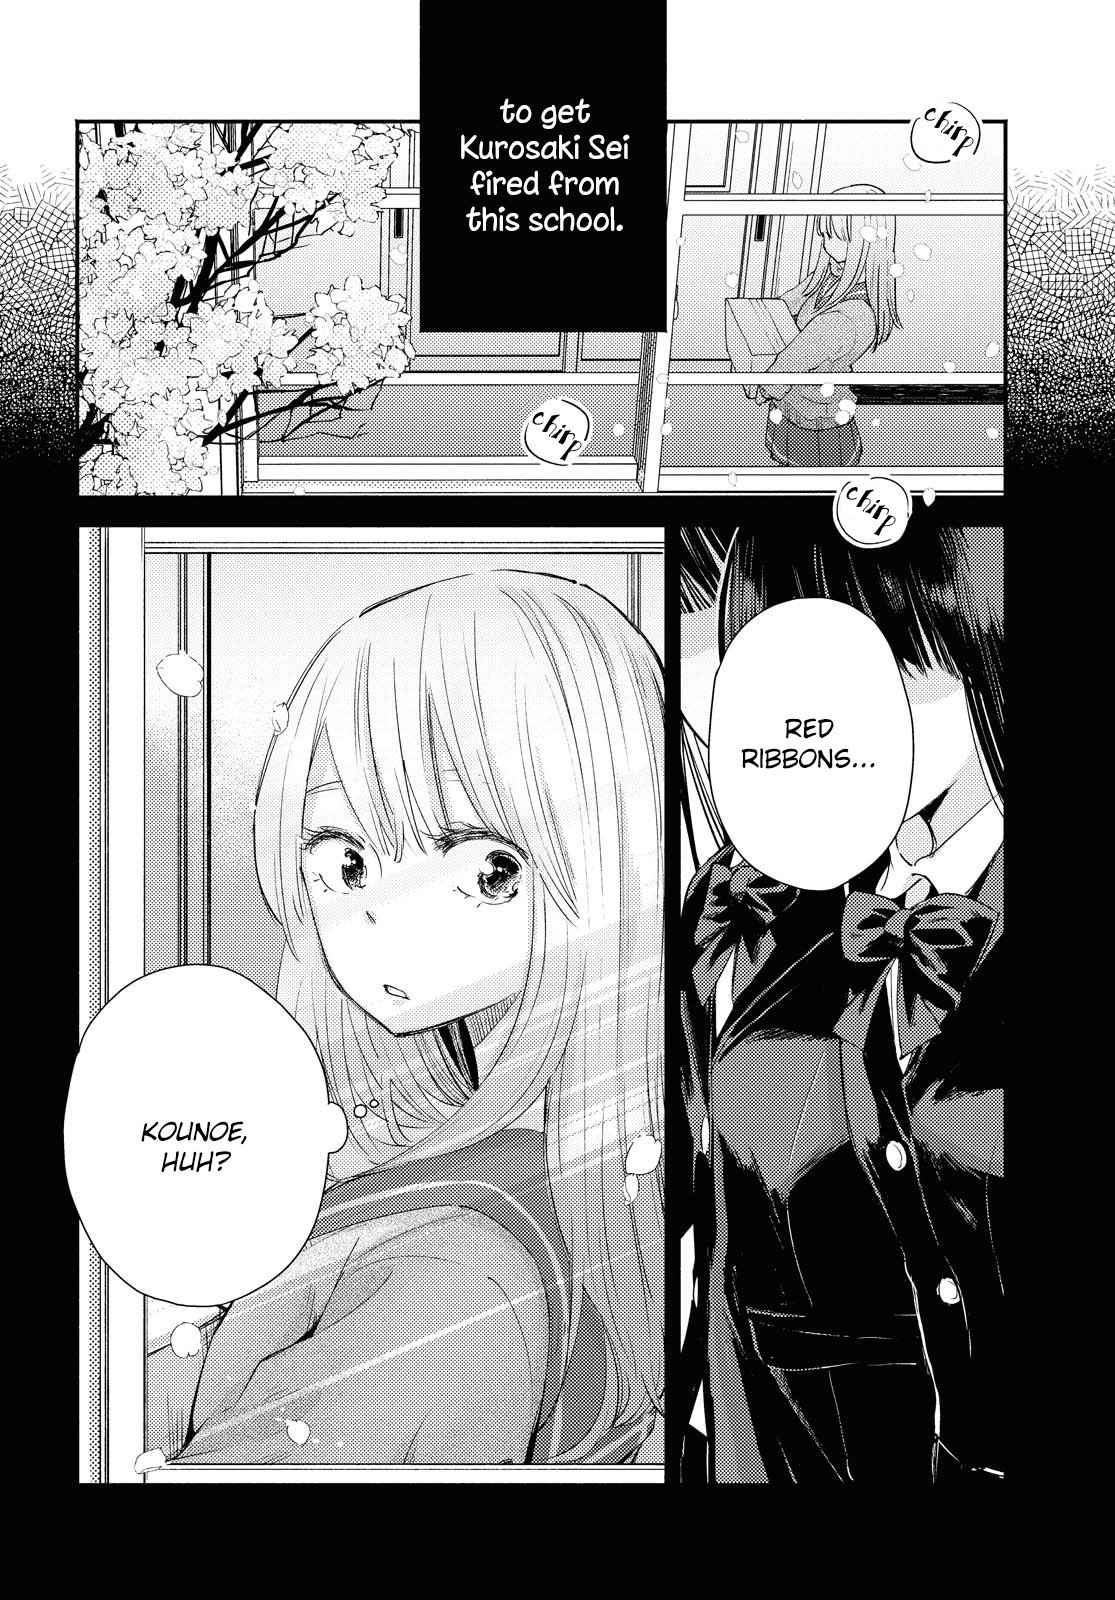 to get
Kurosaki Sei
fired from
this school.
chirp
chirp
chirp
RED
RIBBONS...
KOUNOE,
HUH?